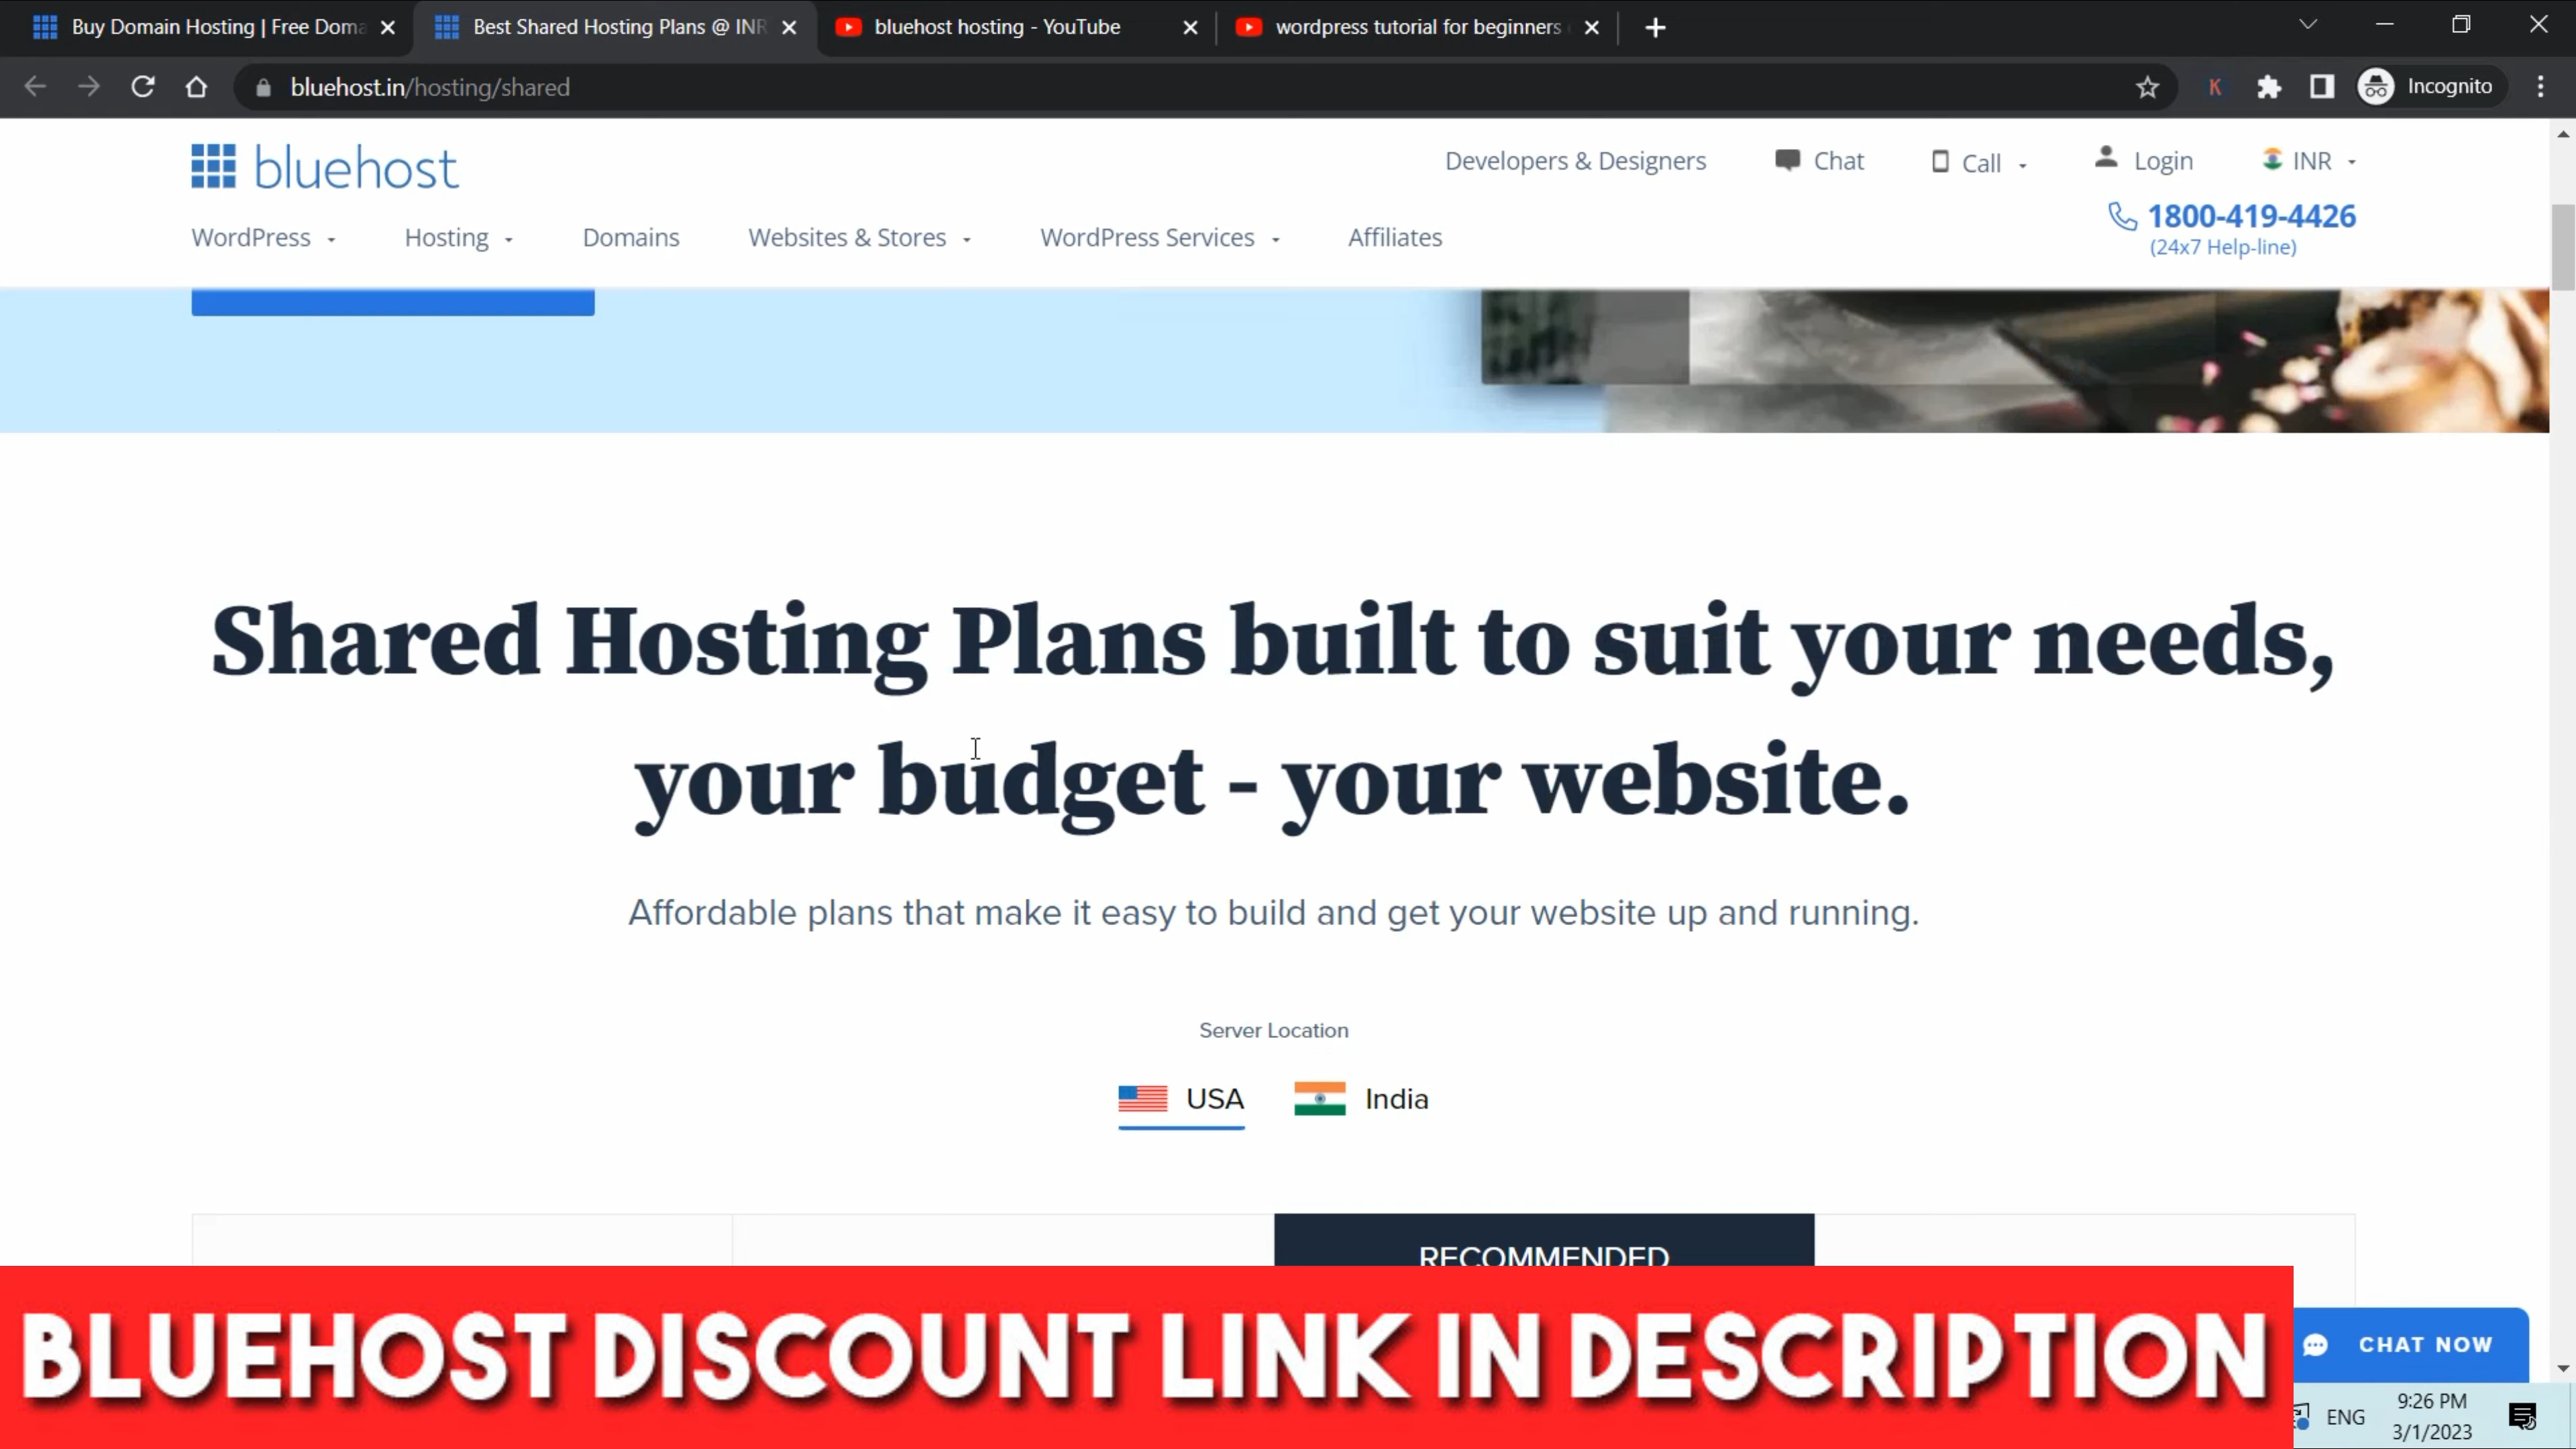 Buy Domain Hosting | Free Doma
Best Shared Hosting Plans @ INR
bluehost hosting - YouTube
wordpress tutorial for beginners
bluehost.in/hosting/shared
K
Incognito
bluehost
Developers & Designers
Chat
Call
Login
INR
WordPress
Hosting
Domains
Websites & Stores
WordPress Services
Affiliates
1800-419-4426
(24x7 Help-line)
Shared Hosting Plans built to suit your needs,
your budget - your website.
Affordable plans that make it easy to build and get your website up and running.
Server Location
USA
India
RECOMMENDED
BLUEHOST DISCOUNT LINK IN DESCRIPTION
CHAT NOW
ENG
9:26 PM
3/1/2023